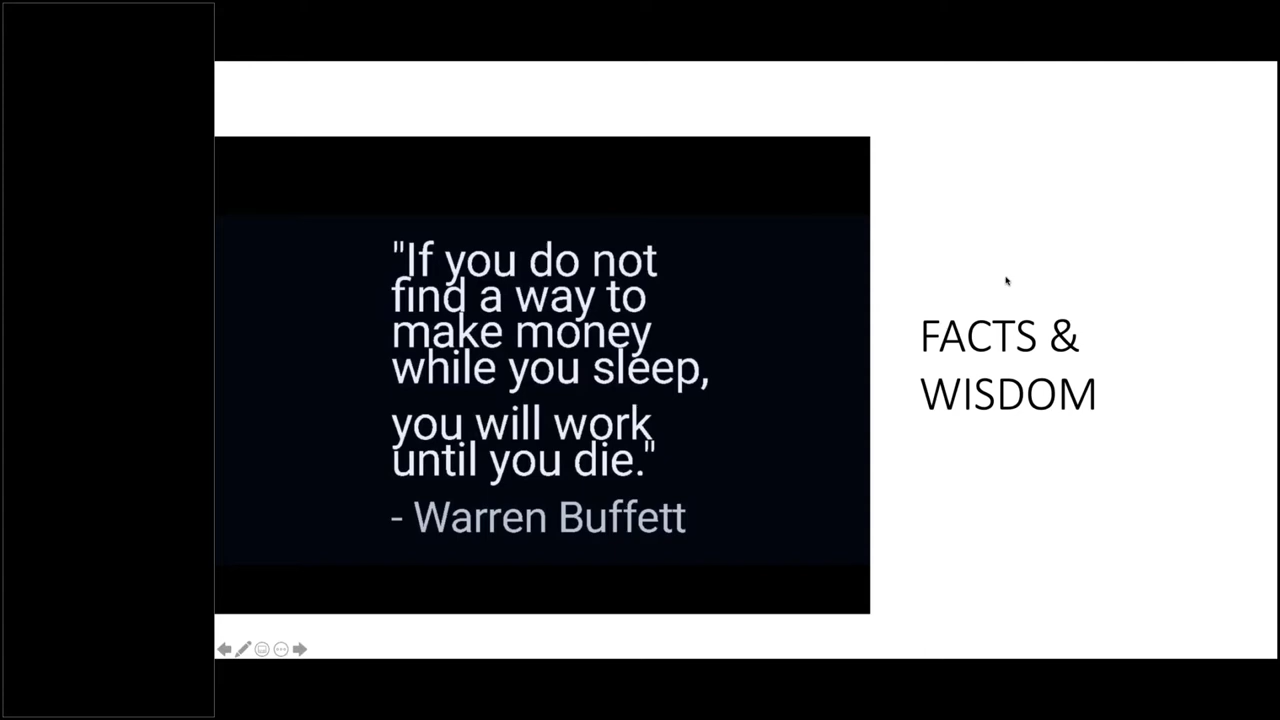 "If you do not
find a way to
make money
while you sleep,
you will work
until you die."
- Warren Buffett
FACTS &
WISDOM